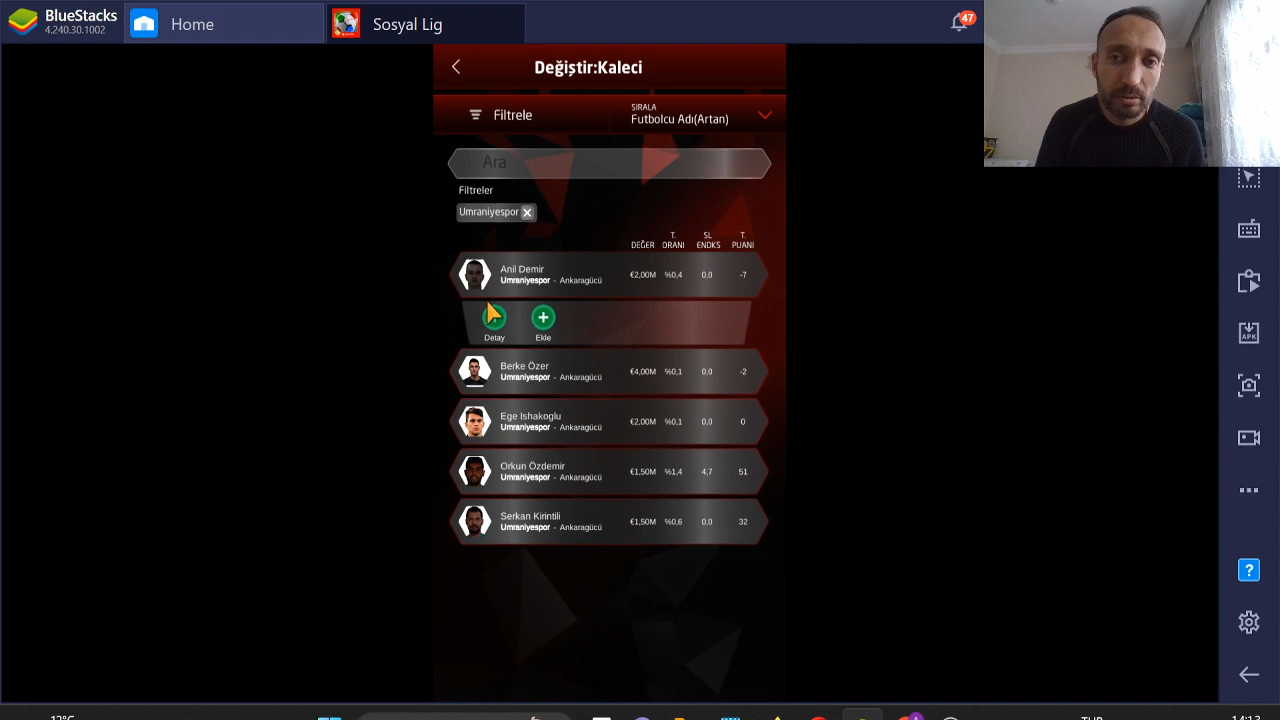 BlueStacks
4.240.30.1002
Home
Sosyal Lig
47
Değiştir:Kaleci
Filtrele
SIRALA
Futbolcu Adı(Artan)
Ara
Filtreler
Umraniyespor
DEĞER T. ORANI SL ENDKS T. PUANI
Anil Demir
Umraniyespor - Ankaragücü €2,00M %0,4 0,0 -7
Detay Ekle
Berke Özer
Umraniyespor - Ankaragücü €4,00M %0,1 0,0 -2
Ege Ishakoglu
Umraniyespor - Ankaragücü €2,00M %0,1 0,0 0
Orkun Özdemir
Umraniyespor - Ankaragücü €1,50M %1,4 4,7 51
Serkan Kirintili
Umraniyespor - Ankaragücü €1,50M %0,6 0,0 32
APK
12°C
TUR
14:13